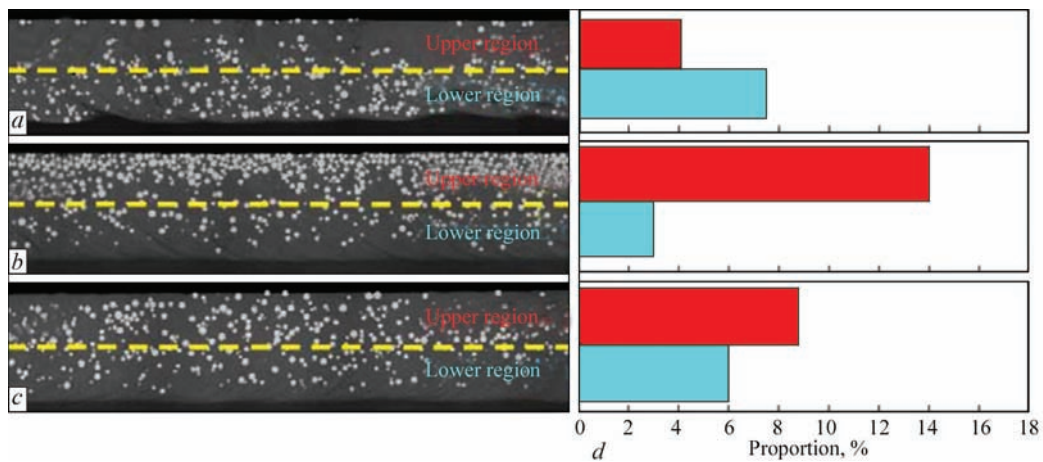 Upper region
Lower region
a
Upper region
Lower region
b
Upper region
Lower region
c
0 2 4 6 8 10 12 14 16 18
d Proportion, %